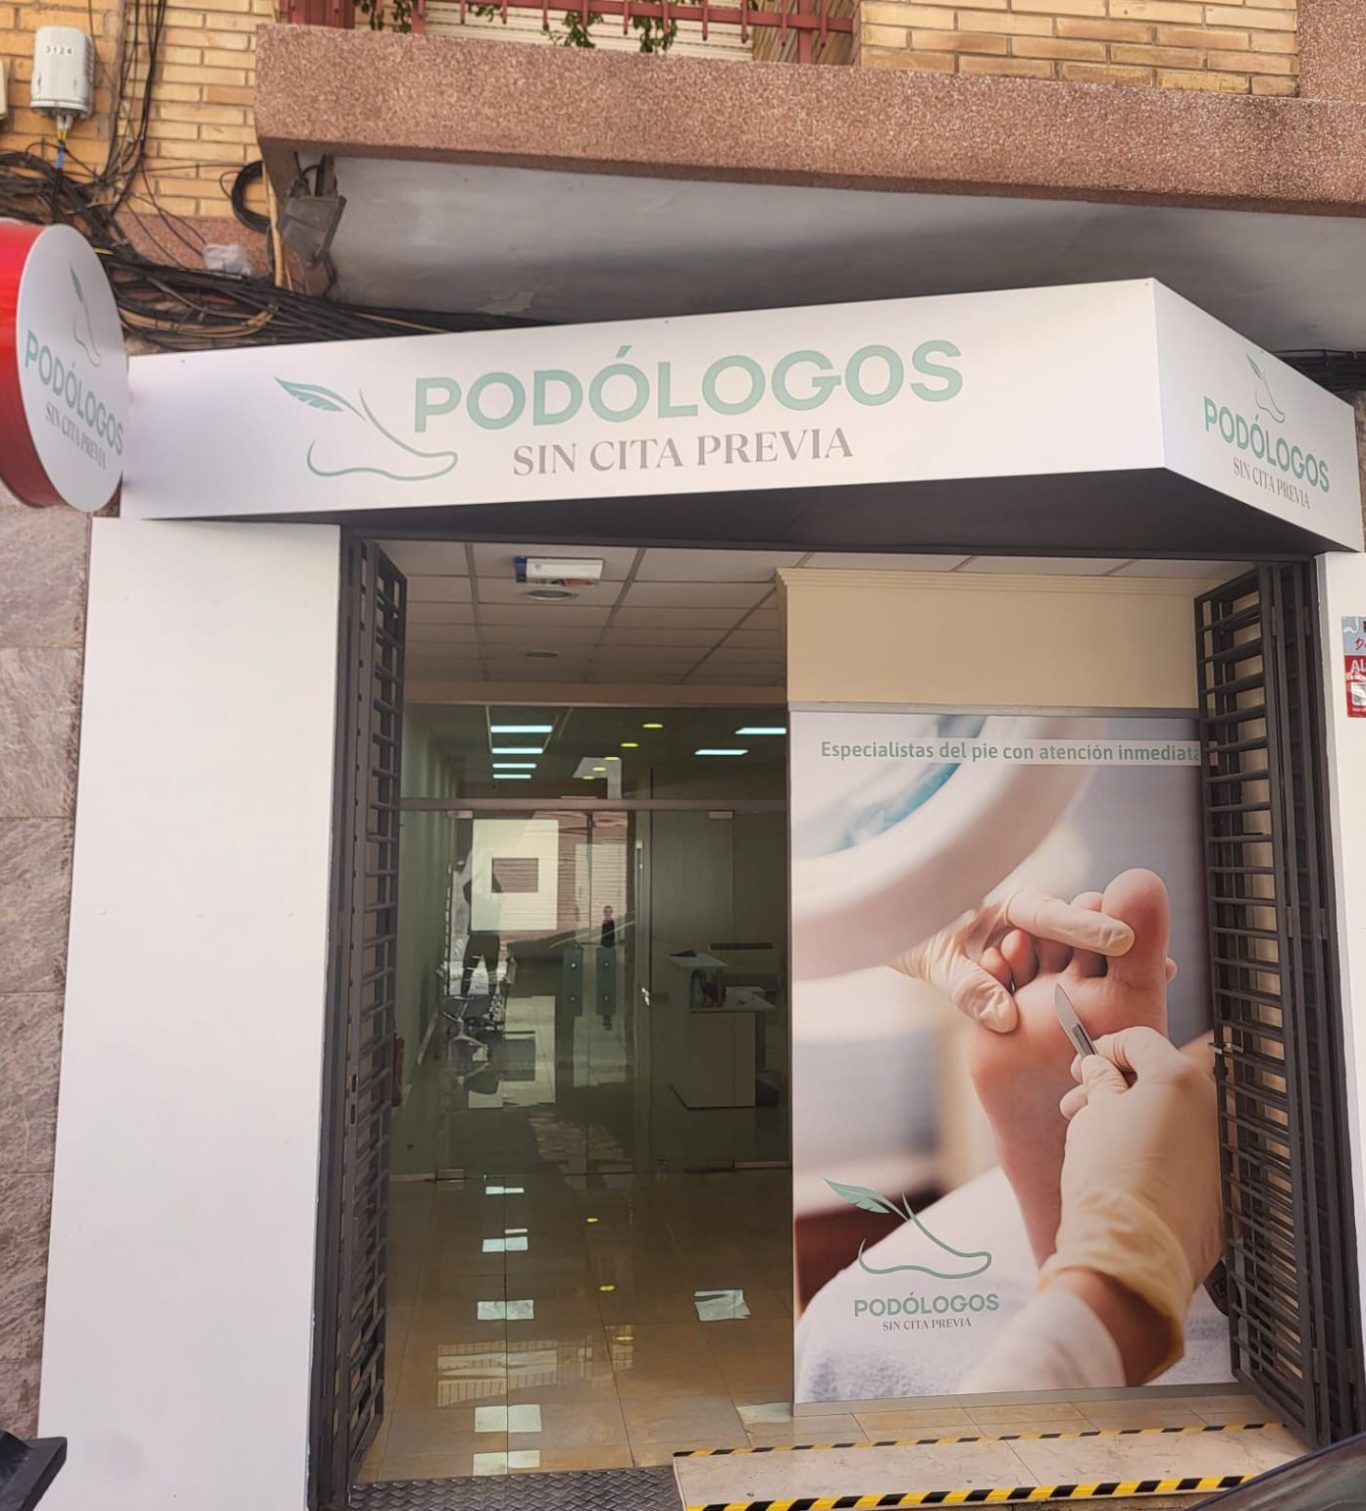 3124
PODÓLOGOS
SIN CITA PREVIA
PODÓLOGOS
SIN CITA PREVIA
PODÓLOGOS
SIN CITA PREVIA
Especialistas del pie con atención inmediata
PODÓLOGOS
SIN CITA PREVIA